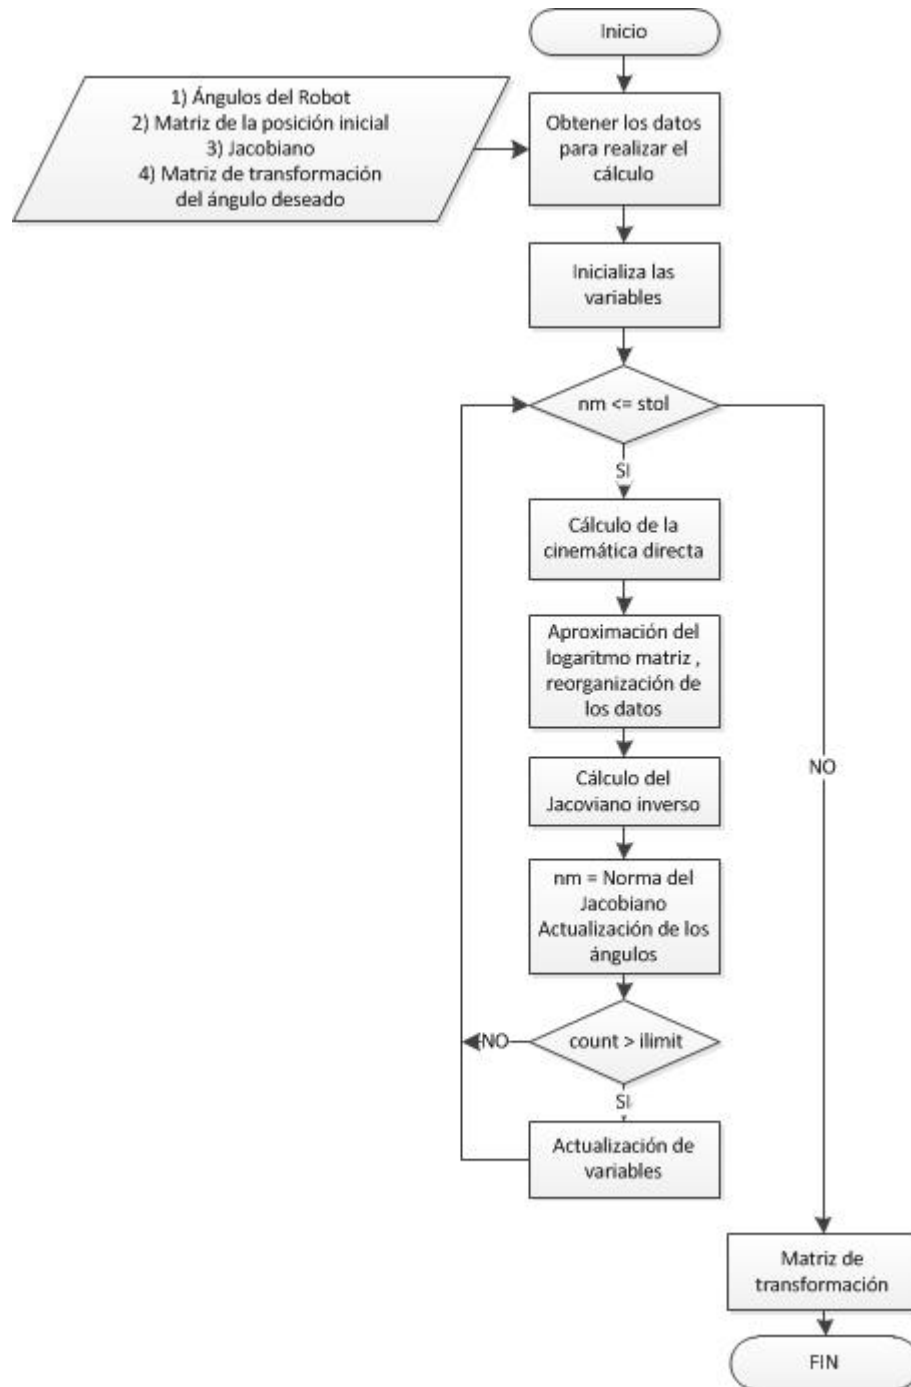 Inicio
1) Ángulos del Robot
2) Matriz de la posición inicial
3) Jacobiano
4) Matriz de transformación
del ángulo deseado
Obtener los datos
para realizar el
cálculo
Inicializa las
variables
nm <= stol
SI
Cálculo de la
cinemática directa
Aproximación del
logaritmo matriz ,
reorganización de
los datos
NO
Cálculo del
Jacoviano inverso
nm = Norma del
Jacobiano
Actualización de los
ángulos
NO
count > ilimit
SI
Actualización de
variables
Matriz de
transformación
FIN